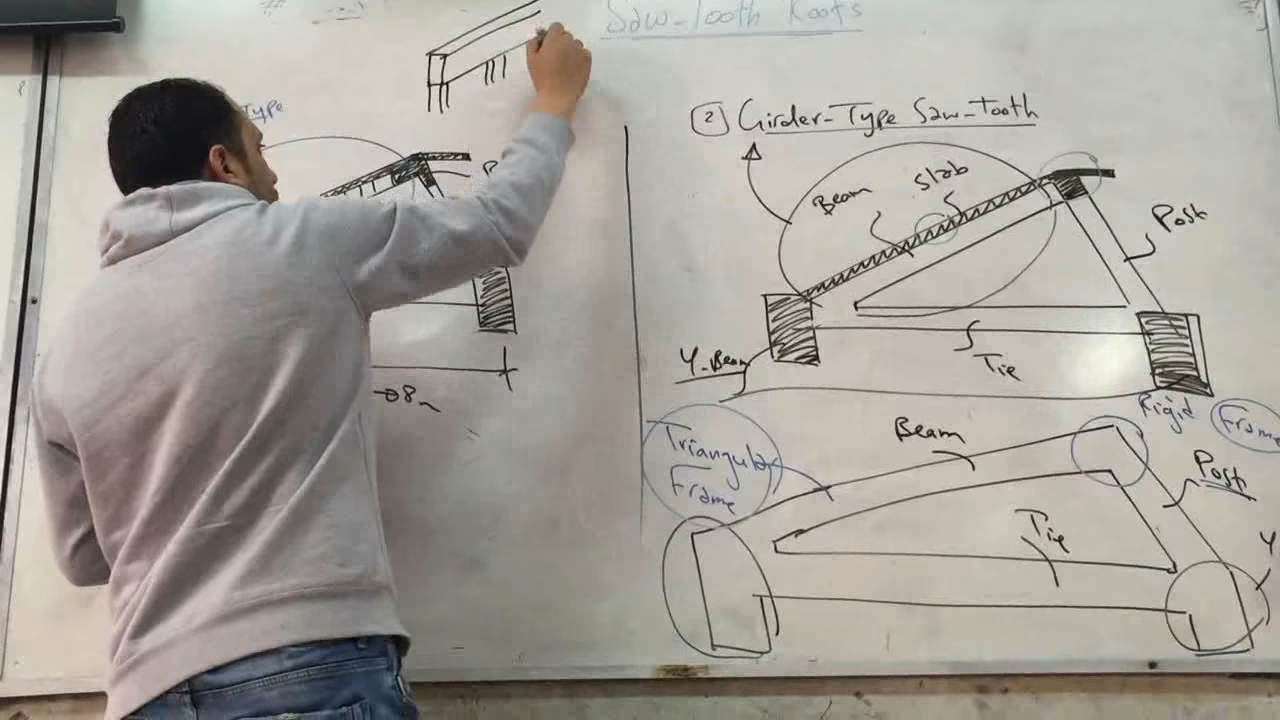 Saw-Tooth Roofs
Type
[2] Girder-Type Saw-Tooth
Beam
Slab
Post
Y-Beam
Tie
8m
Rigid Frame
Triangular
Frame
Beam
Post
Tie
Y